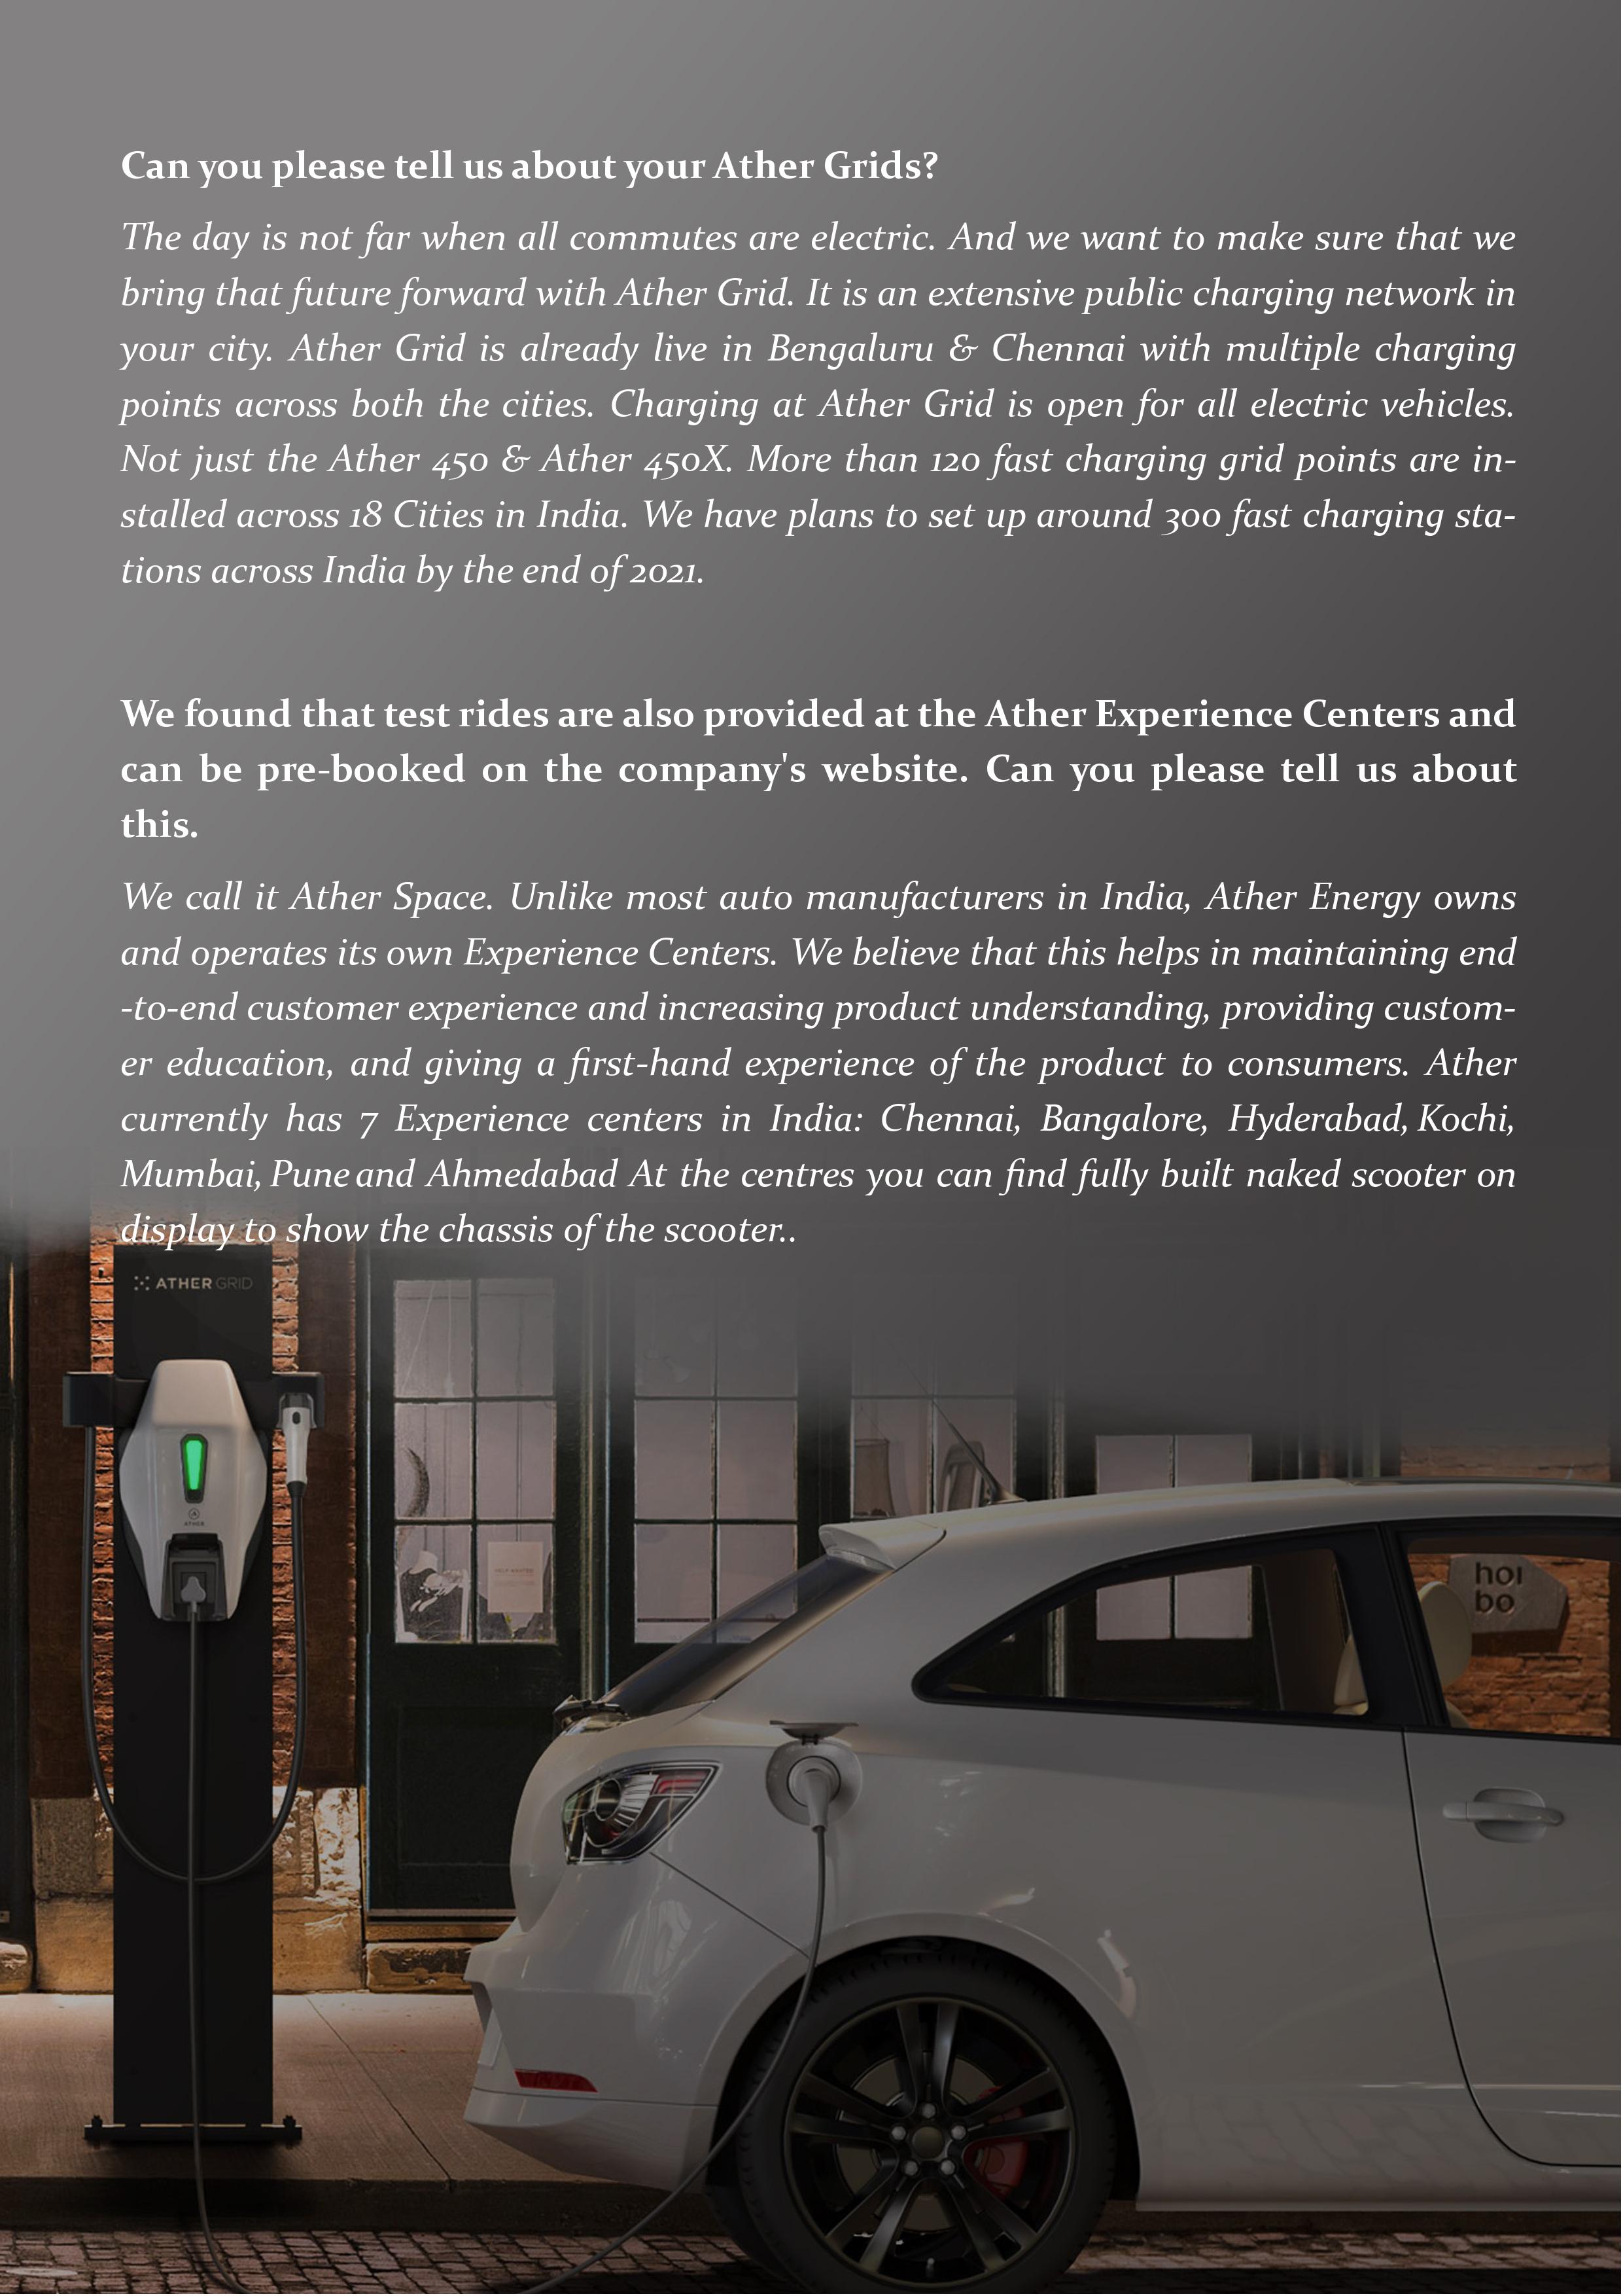 Can you please tell us about your Ather Grids?
The day is not far when all commutes are electric. And we want to make sure that we
bring that future forward with Ather Grid. It is an extensive public charging network in
your city. Ather Grid is already live in Bengaluru & Chennai with multiple charging
points across both the cities. Charging at Ather Grid is open for all electric vehicles.
Not just the Ather 450 & Ather 450X. More than 120 fast charging grid points are in-
stalled across 18 Cities in India. We have plans to set up around 300 fast charging sta-
tions across India by the end of 2021.
We found that test rides are also provided at the Ather Experience Centers and
can be pre-booked on the company's website. Can you please tell us about
this.
We call it Ather Space. Unlike most auto manufacturers in India, Ather Energy owns
and operates its own Experience Centers. We believe that this helps in maintaining end
-to-end customer experience and increasing product understanding, providing custom-
er education, and giving a first-hand experience of the product to consumers. Ather
currently has 7 Experience centers in India: Chennai, Bangalore, Hyderabad, Kochi,
Mumbai, Pune and Ahmedabad At the centres you can find fully built naked scooter on
display to show the chassis of the scooter..
ATHER GRID
ATHER
HELP WANTED
hoi
bo